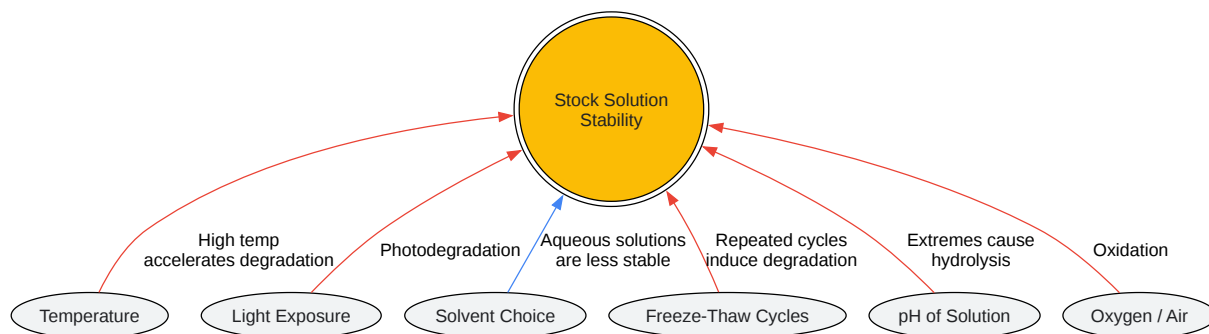 Stock Solution
Stability
High temp
accelerates degradation
Photodegradation
Aqueous solutions
are less stable
Repeated cycles
induce degradation
Extremes cause
hydrolysis
Oxidation
Temperature
Light Exposure
Solvent Choice
Freeze-Thaw Cycles
pH of Solution
Oxygen / Air